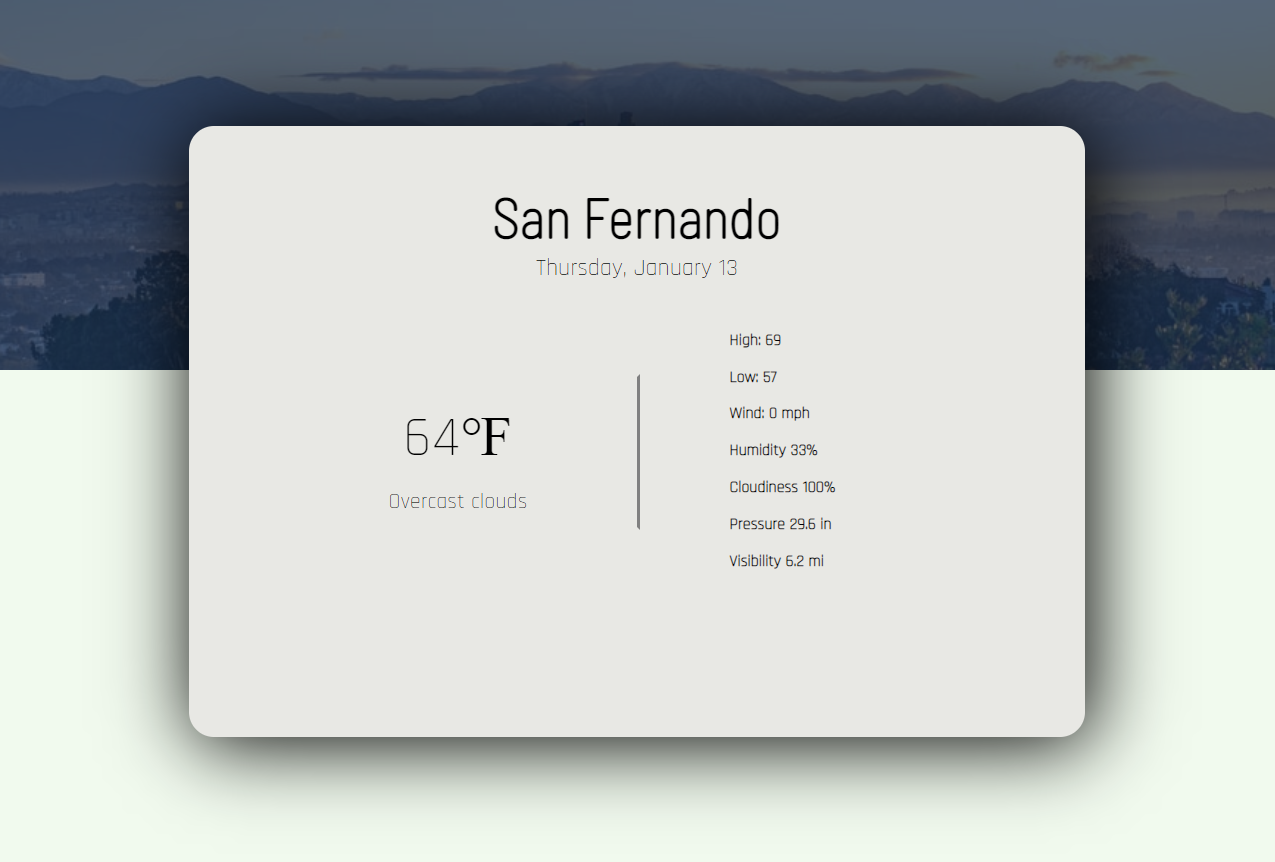 San Fernando
Thursday, January 13
64°F
Overcast clouds
High: 69
Low: 57
Wind: 0 mph
Humidity 33%
Cloudiness 100%
Pressure 29.6 in
Visibility 6.2 mi